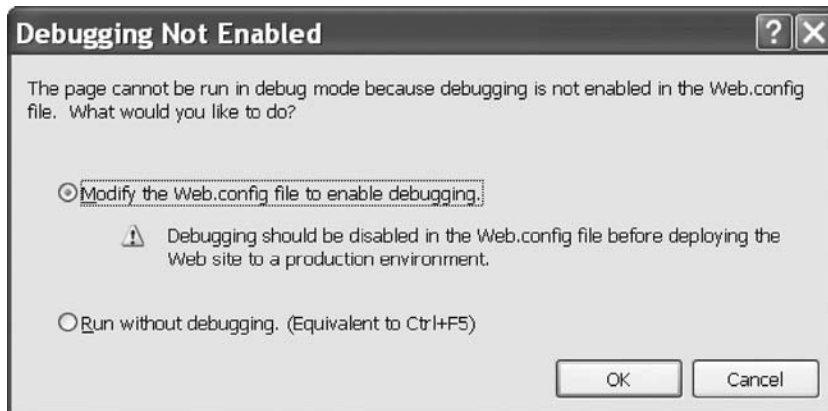 Debugging Not Enabled
The page cannot be run in debug mode because debugging is not enabled in the Web.config
file. What would you like to do?
Modify the Web.config file to enable debugging.
Debugging should be disabled in the Web.config file before deploying the
Web site to a production environment.
Run without debugging. (Equivalent to Ctrl+F5)
OK Cancel